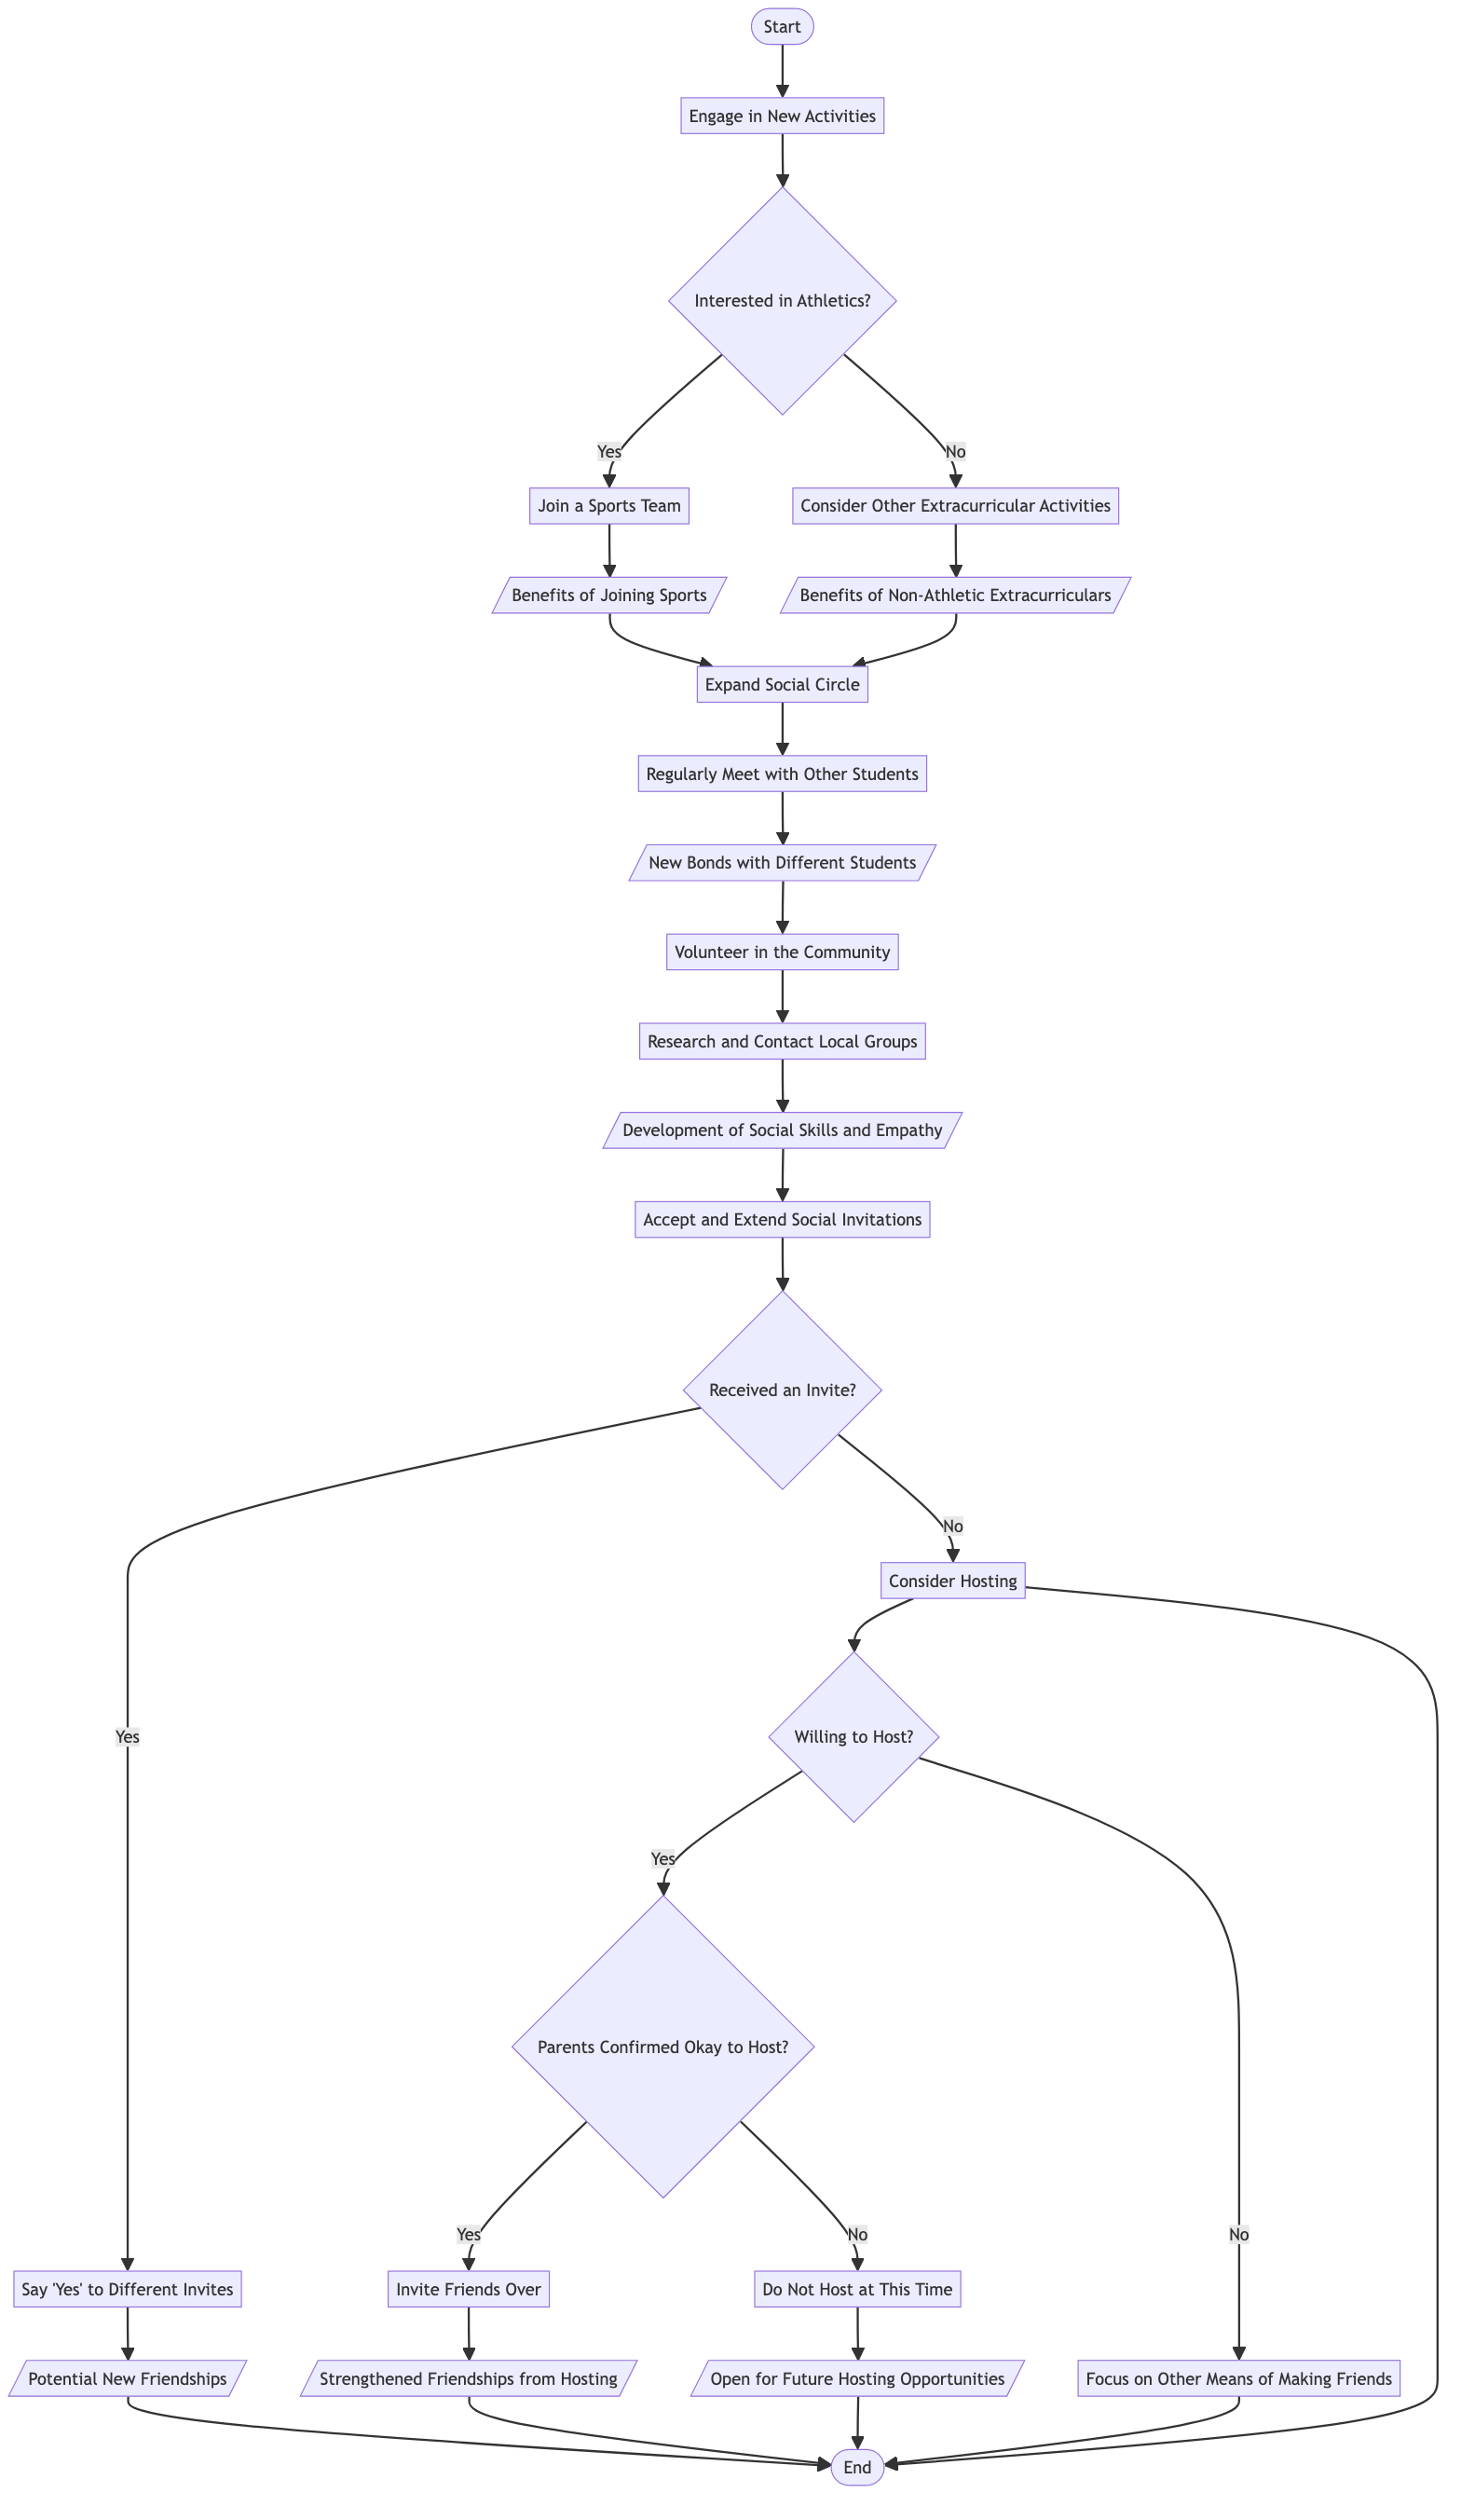 Start
Engage in New Activities
Interested in Athletics?
Yes
No
Join a Sports Team
Consider Other Extracurricular Activities
Benefits of Joining Sports
Benefits of Non-Athletic Extracurriculars
Expand Social Circle
Regularly Meet with Other Students
New Bonds with Different Students
Volunteer in the Community
Research and Contact Local Groups
Development of Social Skills and Empathy
Accept and Extend Social Invitations
Received an Invite?
No
Consider Hosting
Yes
Willing to Host?
Yes
Parents Confirmed Okay to Host?
Yes
No
No
Say 'Yes' to Different Invites
Invite Friends Over
Do Not Host at This Time
Potential New Friendships
Strengthened Friendships from Hosting
Open for Future Hosting Opportunities
Focus on Other Means of Making Friends
End